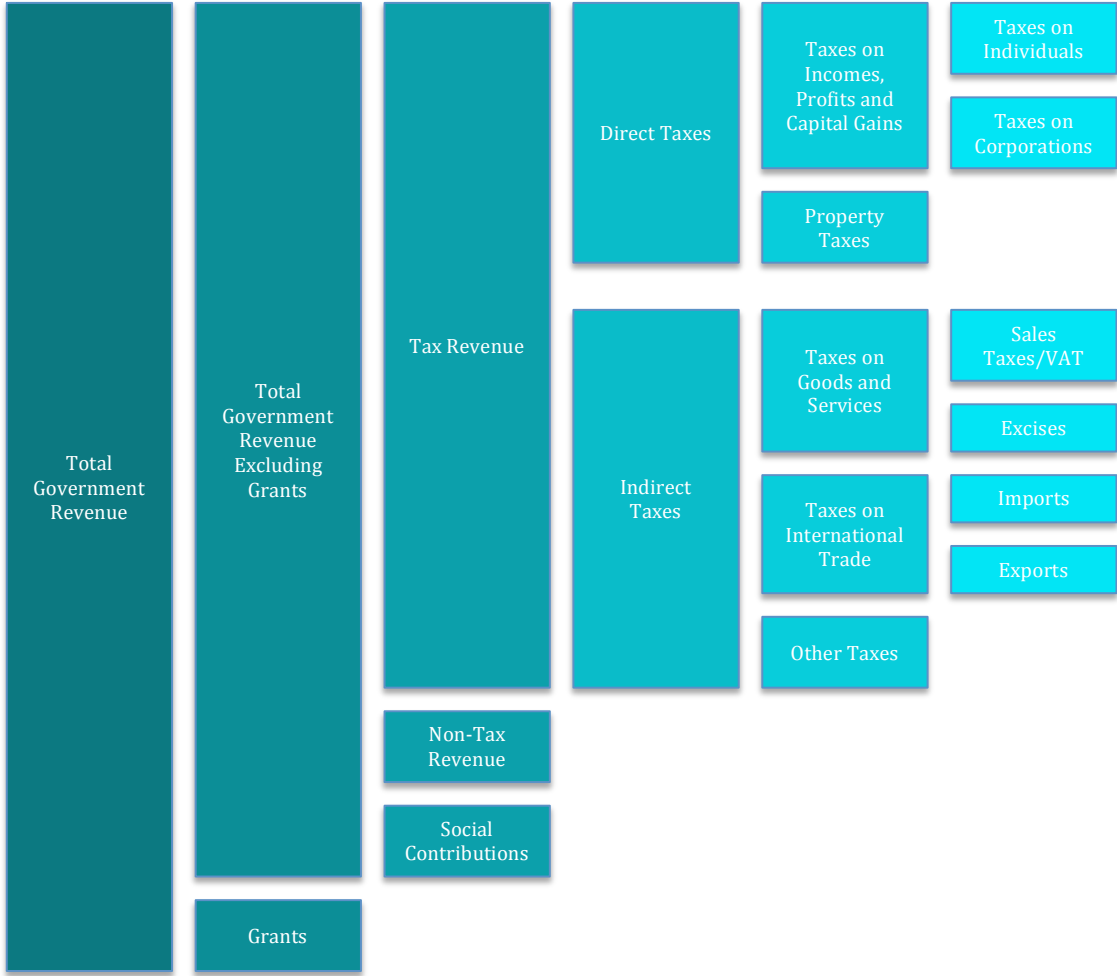 Total
Government
Revenue
Total
Government
Revenue
Excluding
Grants
Grants
Tax Revenue
Non-Tax
Revenue
Social
Contributions
Direct Taxes
Indirect
Taxes
Taxes on
Incomes,
Profits and
Capital Gains
Property
Taxes
Taxes on
Goods and
Services
Taxes on
International
Trade
Other Taxes
Taxes on
Individuals
Taxes on
Corporations
Sales
Taxes/VAT
Excises
Imports
Exports